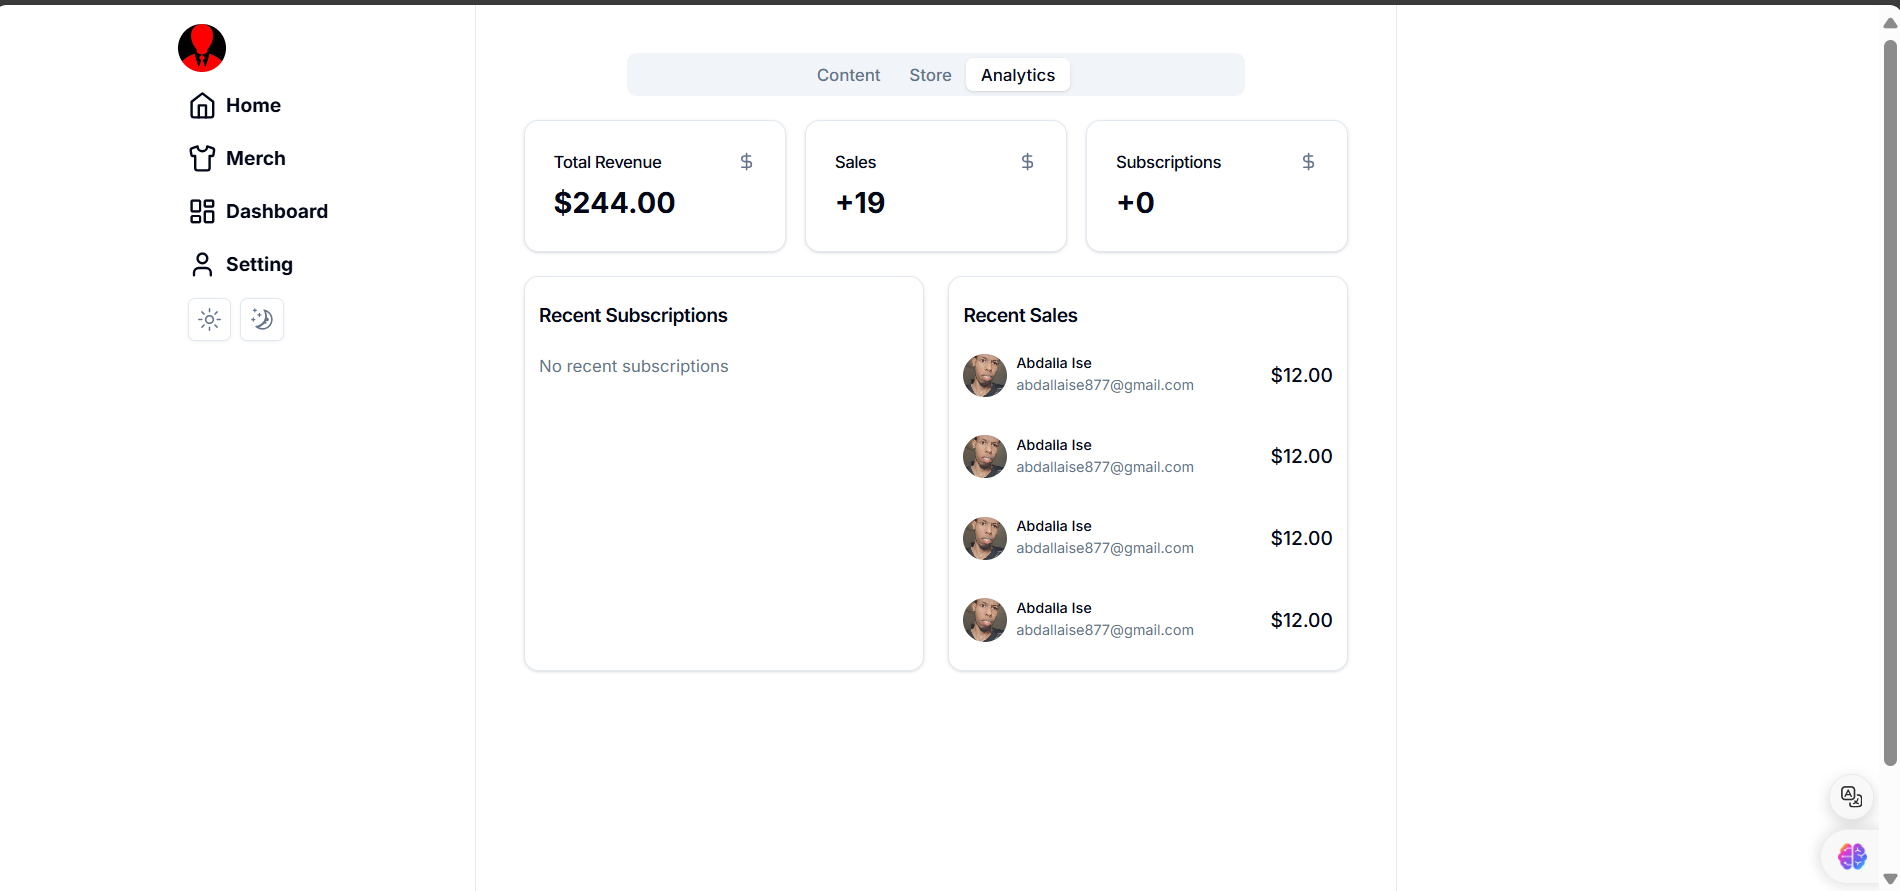 Home
Merch
Dashboard
Setting
Content Store Analytics
Total Revenue $
$244.00
Sales $
+19
Subscriptions $
+0
Recent Subscriptions
No recent subscriptions
Recent Sales
Abdalla Ise
abdallaise877@gmail.com
$12.00
Abdalla Ise
abdallaise877@gmail.com
$12.00
Abdalla Ise
abdallaise877@gmail.com
$12.00
Abdalla Ise
abdallaise877@gmail.com
$12.00